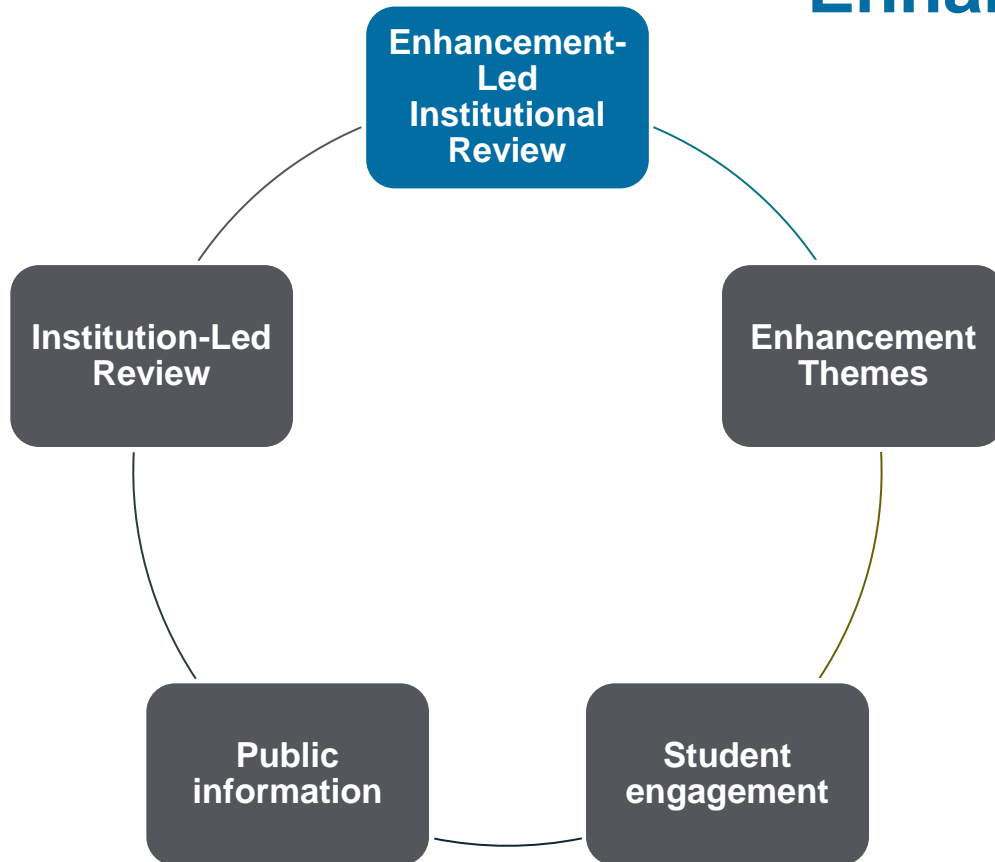 Enhancement-
Led
Institutional
Review
Institution-Led
Review
Enhancement
Themes
Public
information
Student
engagement